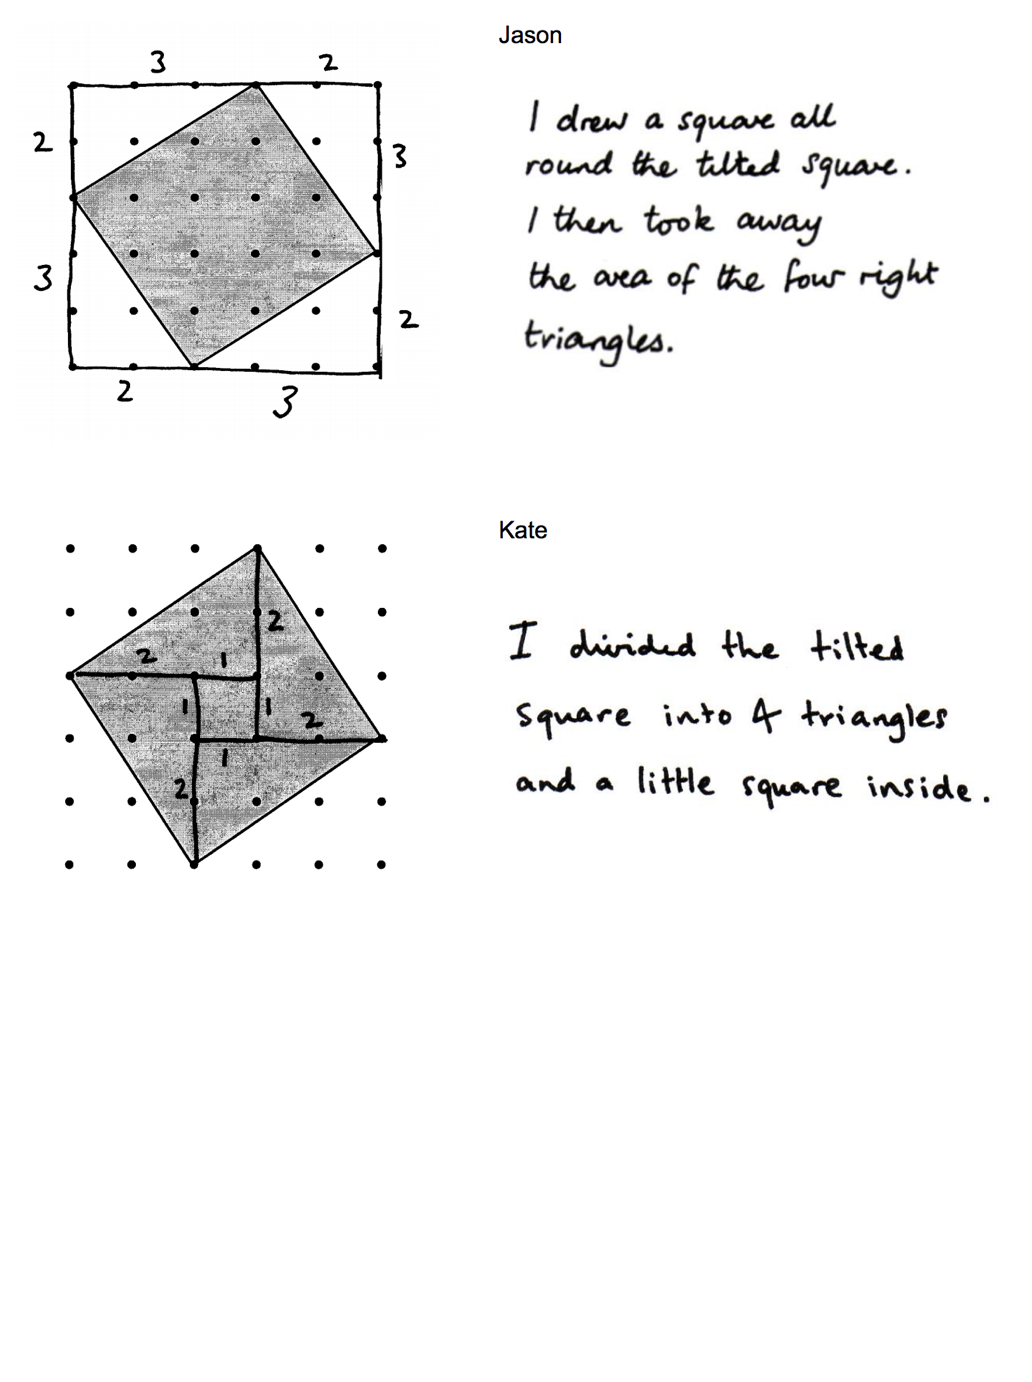 Jason
3 2
2
3
I drew a square all
round the tilted square.
I then took away
the area of the four right
triangles.
3
2
2
3
Kate
2
I divided the tilted
2 1
1 1
2
square into 4 triangles
1
2
and a little square inside.